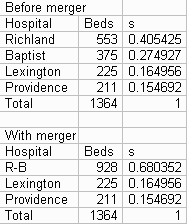 Before merger
Hospital Beds s
Richland 553 0.405425
Baptist 375 0.274927
Lexington 225 0.164956
Providence 211 0.154692
Total 1364 1
With merger
Hospital Beds s
R-B 928 0.680352
Lexington 225 0.164956
Providence 211 0.154692
Total 1364 1